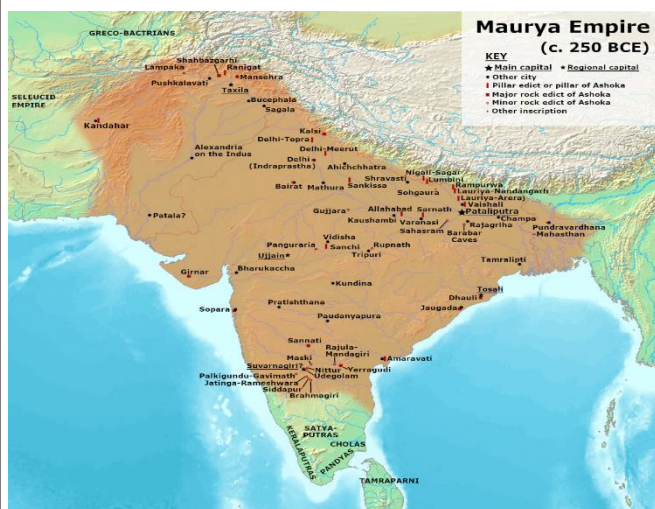 Maurya Empire
(c. 250 BCE)
KEY
Main capital
Regional capital
Other city
Pillar edict or pillar of Ashoka
Major rock edict of Ashoka
Minor rock edict of Ashoka
Other inscription
GRECO-BACTRIANS
Shahbazgarhi
Lampaka
Ranigat
Mansehra
Pushkalavati
Taxila
SELEUCID
EMPIRE
Bucephala
Sagala
Kandahar
Kalsi
Delhi-Topra
Alexandria
on the Indus
Delhi-Meerut
Delhi
(Indraprastha)
Ahichchhatra
Nigali-Sagar
Lumbini
Shravasti
Bairat
Mathura
Sankissa
Sohgaura
Rampurwa
Lauriya-Nandangarh
(Lauriya-Araraj)
Vaishali
Patala?
Gujjara
Allahabad
Sarnath
Pataliputra
Kaushambi
Varanasi
Champa
Sahasram
Rajagriha
Pundravardhana
-Mahasthan
Barabar
Caves
Vidisha
Panguraria
Sanchi
Rupnath
Tripuri
Ujjain
Tamralipti
Girnar
Bharukaccha
Kundina
Tosali
Dhauli
Sopara
Pratishthana
Jaugada
Paudanyapura
Sannati
Rajula-
Mandagiri
Maski
Amaravati
Suvarnagiri?
Nittur
Yerragudi
Palkigundu-Gavimath
Udegolam
Jatinga-Rameshwara
Siddapur
Brahmagiri
SATYA-
PUTRAS
CHOLAS
KERALAPUTRAS
PANDYAS
TAMRAPARNI